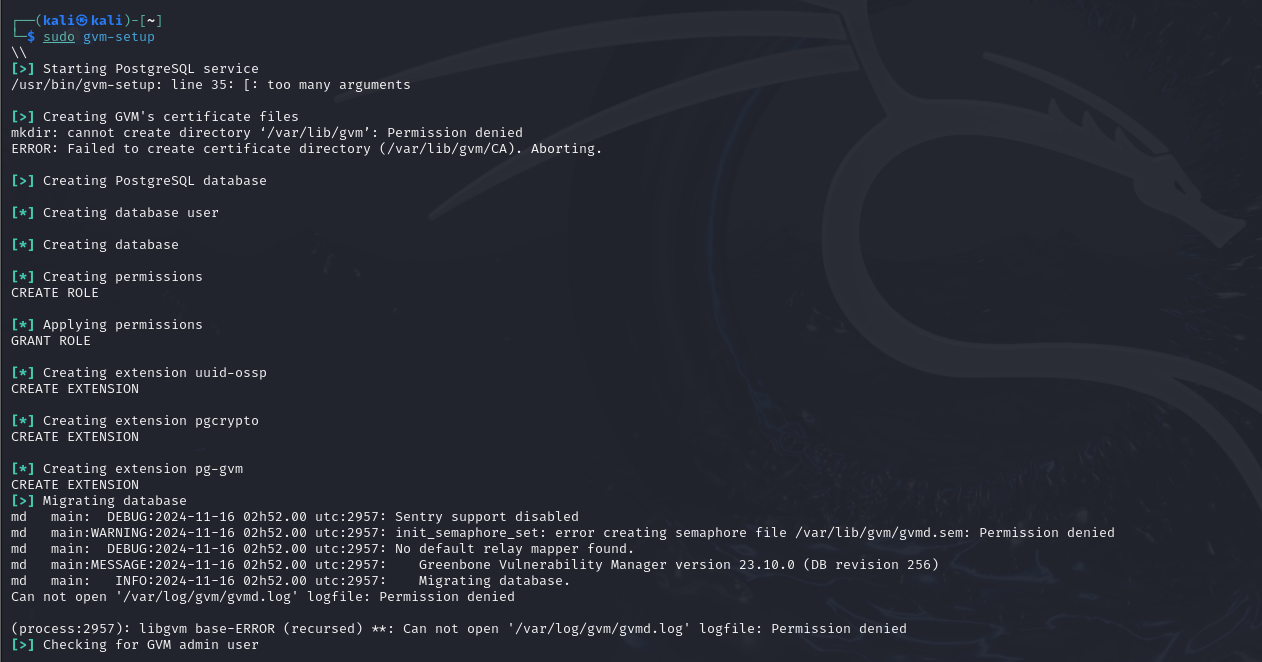 ┌──(kali㉿kali)-[~]
└─$ sudo gvm-setup
\\
[>] Starting PostgreSQL service
/usr/bin/gvm-setup: line 35: [: too many arguments
[>] Creating GVM's certificate files
mkdir: cannot create directory ‘/var/lib/gvm’: Permission denied
ERROR: Failed to create certificate directory (/var/lib/gvm/CA). Aborting.
[>] Creating PostgreSQL database
[*] Creating database user
[*] Creating database
[*] Creating permissions
CREATE ROLE
[*] Applying permissions
GRANT ROLE
[*] Creating extension uuid-ossp
CREATE EXTENSION
[*] Creating extension pgcrypto
CREATE EXTENSION
[*] Creating extension pg-gvm
CREATE EXTENSION
[>] Migrating database
md   main:  DEBUG:2024-11-16 02h52.00 utc:2957: Sentry support disabled
md   main:WARNING:2024-11-16 02h52.00 utc:2957: init_semaphore_set: error creating semaphore file /var/lib/gvm/gvmd.sem: Permission denied
md   main:  DEBUG:2024-11-16 02h52.00 utc:2957: No default relay mapper found.
md   main:MESSAGE:2024-11-16 02h52.00 utc:2957:    Greenbone Vulnerability Manager version 23.10.0 (DB revision 256)
md   main:   INFO:2024-11-16 02h52.00 utc:2957:    Migrating database.
Can not open '/var/log/gvm/gvmd.log' logfile: Permission denied
(process:2957): libgvm base-ERROR (recursed) **: Can not open '/var/log/gvm/gvmd.log' logfile: Permission denied
[>] Checking for GVM admin user